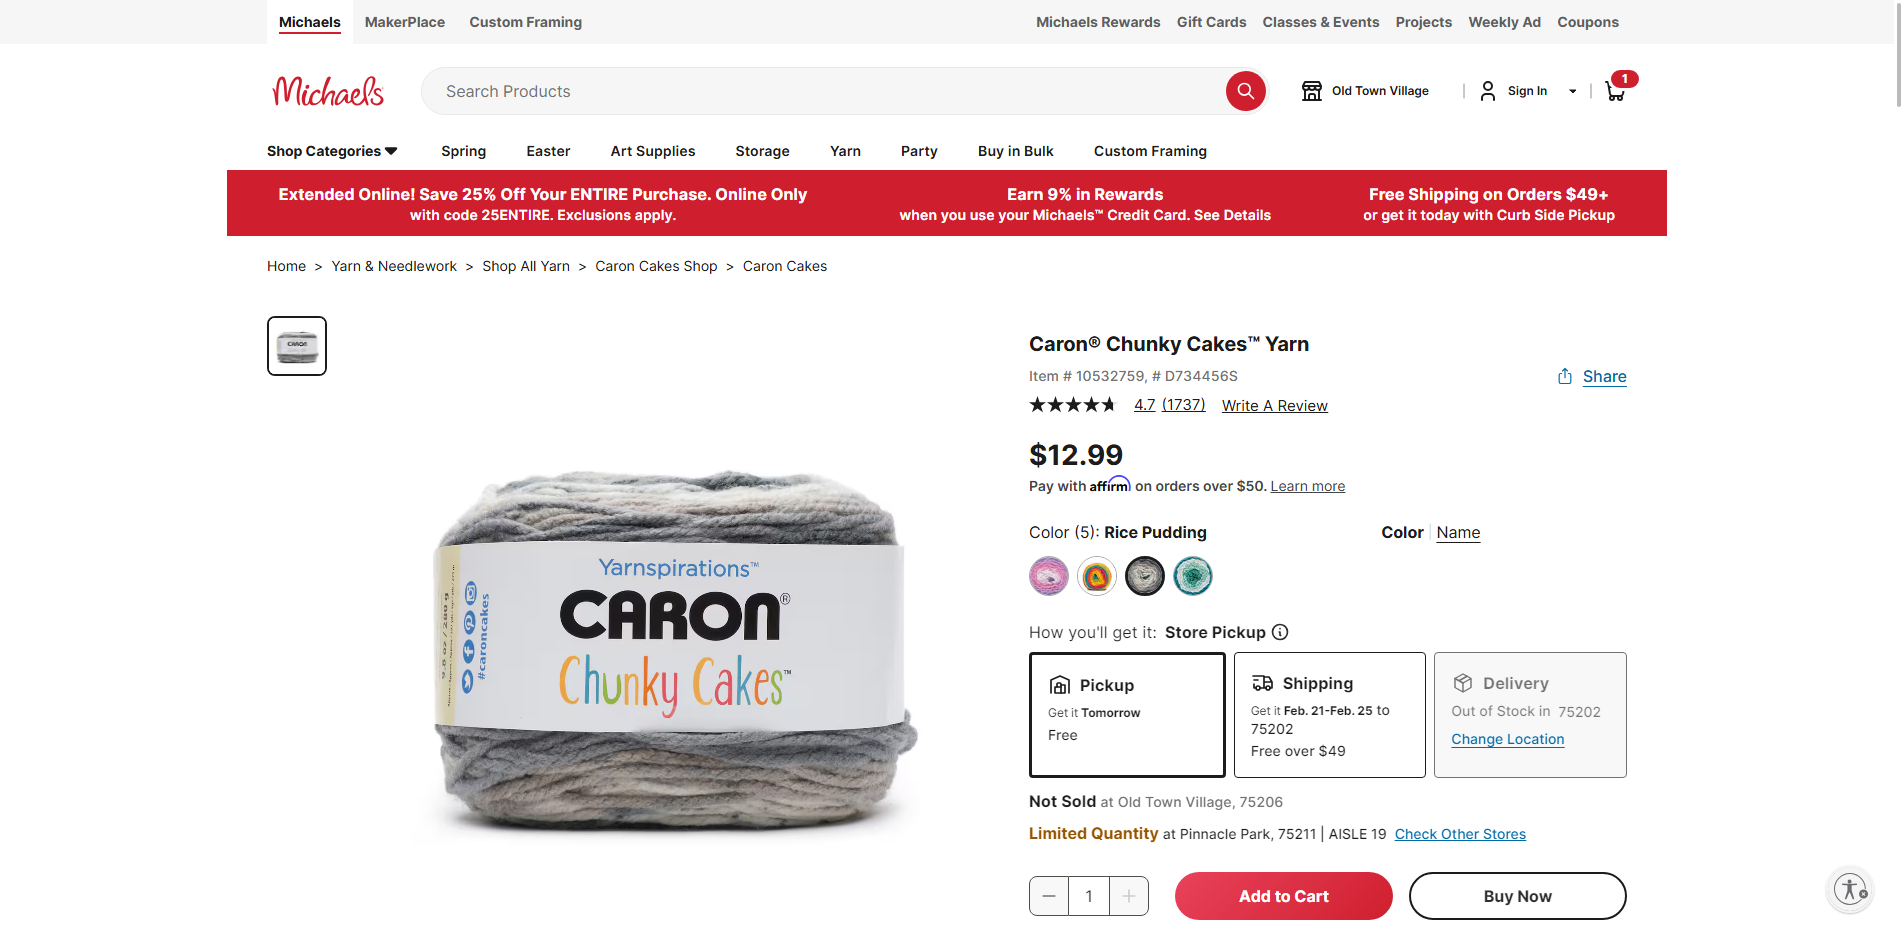 Michaels MakerPlace Custom Framing Michaels Rewards Gift Cards Classes & Events Projects Weekly Ad Coupons
Michaels Search Products Old Town Village Sign In 1
Shop Categories Spring Easter Art Supplies Storage Yarn Party Buy in Bulk Custom Framing
Extended Online! Save 25% Off Your ENTIRE Purchase. Online Only
with code 25ENTIRE. Exclusions apply.
Earn 9% in Rewards
when you use your Michaels™ Credit Card. See Details
Free Shipping on Orders $49+
or get it today with Curb Side Pickup
Home > Yarn & Needlework > Shop All Yarn > Caron Cakes Shop > Caron Cakes
CARON
Yarnspirations™
CARON®
Chunky Cakes™
#caroncakes
9.8 oz / 280 g
Caron® Chunky Cakes™ Yarn
Item # 10532759, # D734456S
Share
4.7 (1737) Write A Review
$12.99
Pay with affirm on orders over $50. Learn more
Color (5): Rice Pudding Color Name
How you'll get it: Store Pickup
Pickup
Get it Tomorrow
Free
Shipping
Get it Feb. 21-Feb. 25 to
75202
Free over $49
Delivery
Out of Stock in 75202
Change Location
Not Sold at Old Town Village, 75206
Limited Quantity at Pinnacle Park, 75211 | AISLE 19 Check Other Stores
1 Add to Cart Buy Now